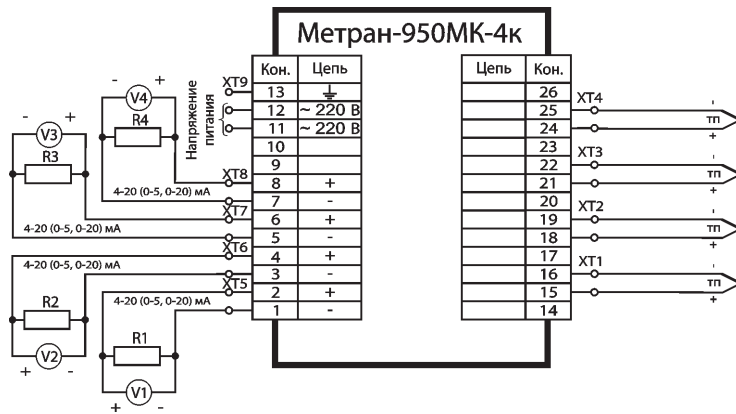 Метран-950МК-4к
Кон. Цепь
13
12 ~ 220 В
11 ~ 220 В
10
9
8 +
7 -
6 +
5 -
4 +
3 -
2 +
1 -
Цепь Кон.
26
25
24
23
22
21
20
19
18
17
16
15
14
XT9
Напряжение
питания
- +
V4
R4
XT8
4-20 (0-5, 0-20) мА
- +
V3
R3
XT7
4-20 (0-5, 0-20) мА
XT6
4-20 (0-5, 0-20) мА
R2
V2
+ -
XT5
4-20 (0-5, 0-20) мА
R1
V1
+ -
XT4
-
ТП
+
XT3
-
ТП
+
XT2
-
ТП
+
XT1
-
ТП
+